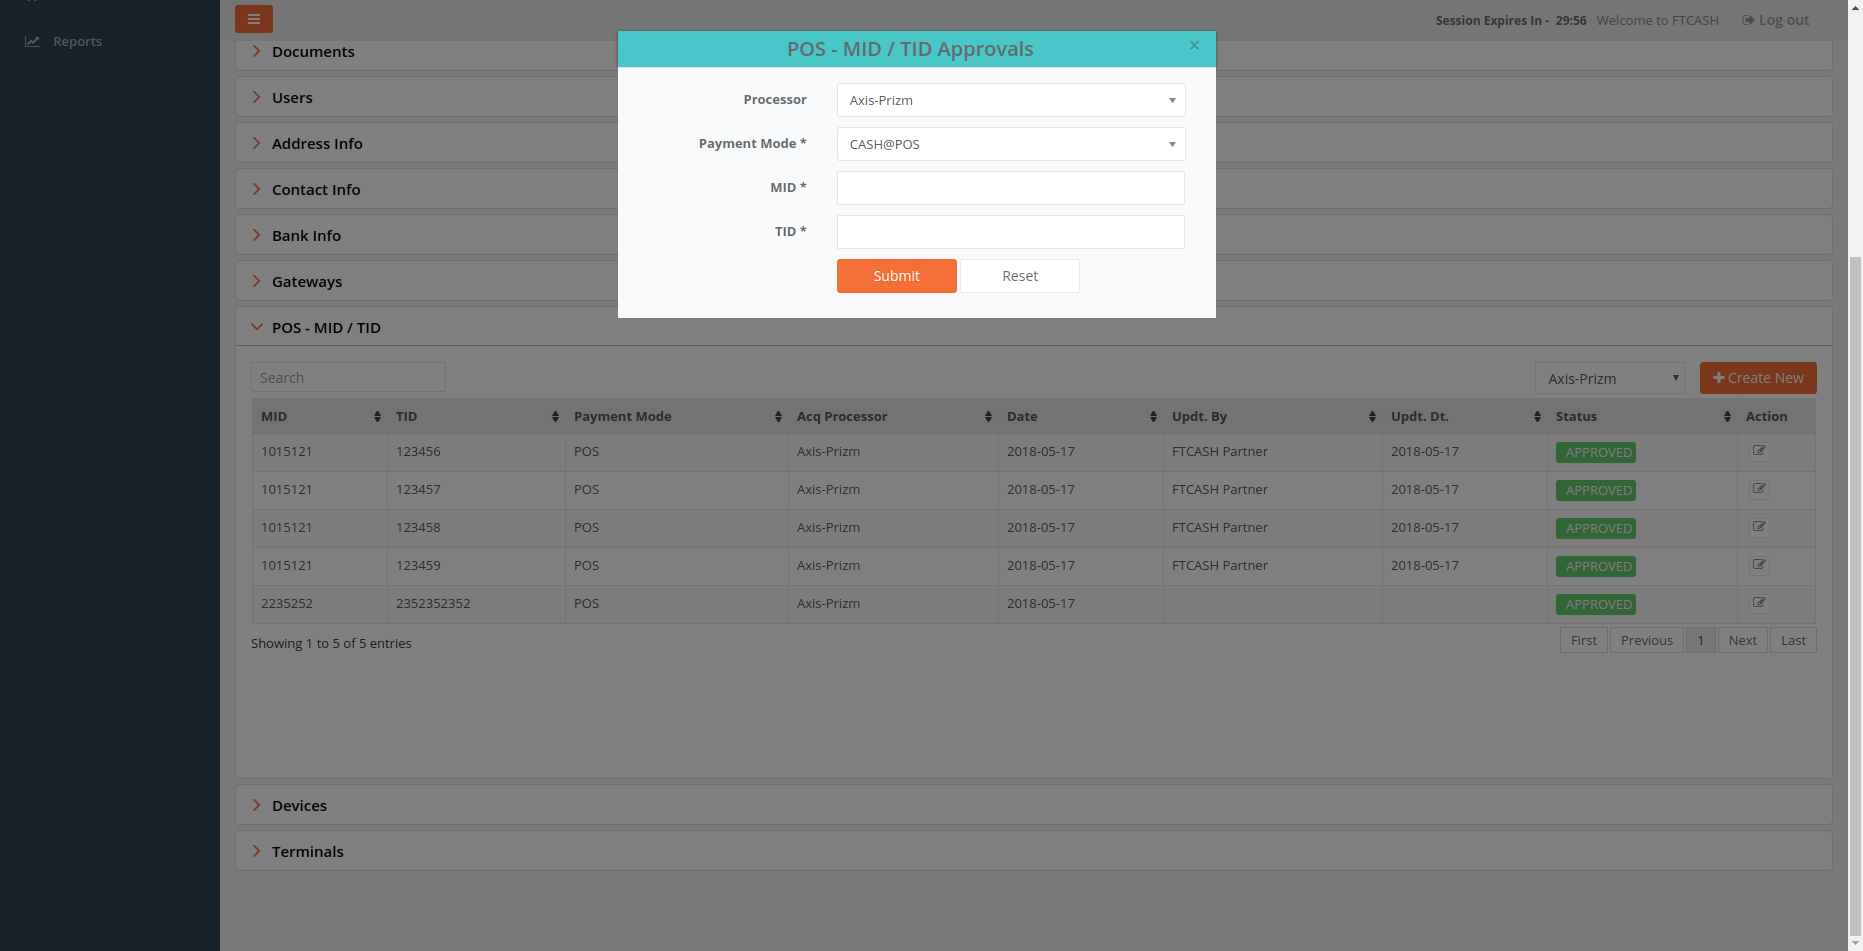 Session Expires In - 29:56 Welcome to FTCASH Log out
Reports
POS - MID / TID Approvals ×
Processor Axis-Prizm
Payment Mode * CASH@POS
MID *
TID *
Submit Reset
Documents
Users
Address Info
Contact Info
Bank Info
Gateways
POS - MID / TID
Search Axis-Prizm Create New
MID TID Payment Mode Acq Processor Date Updt. By Updt. Dt. Status Action
1015121 123456 POS Axis-Prizm 2018-05-17 FTCASH Partner 2018-05-17 APPROVED
1015121 123457 POS Axis-Prizm 2018-05-17 FTCASH Partner 2018-05-17 APPROVED
1015121 123458 POS Axis-Prizm 2018-05-17 FTCASH Partner 2018-05-17 APPROVED
1015121 123459 POS Axis-Prizm 2018-05-17 FTCASH Partner 2018-05-17 APPROVED
2235252 2352352352 POS Axis-Prizm 2018-05-17 APPROVED
Showing 1 to 5 of 5 entries First Previous 1 Next Last
Devices
Terminals